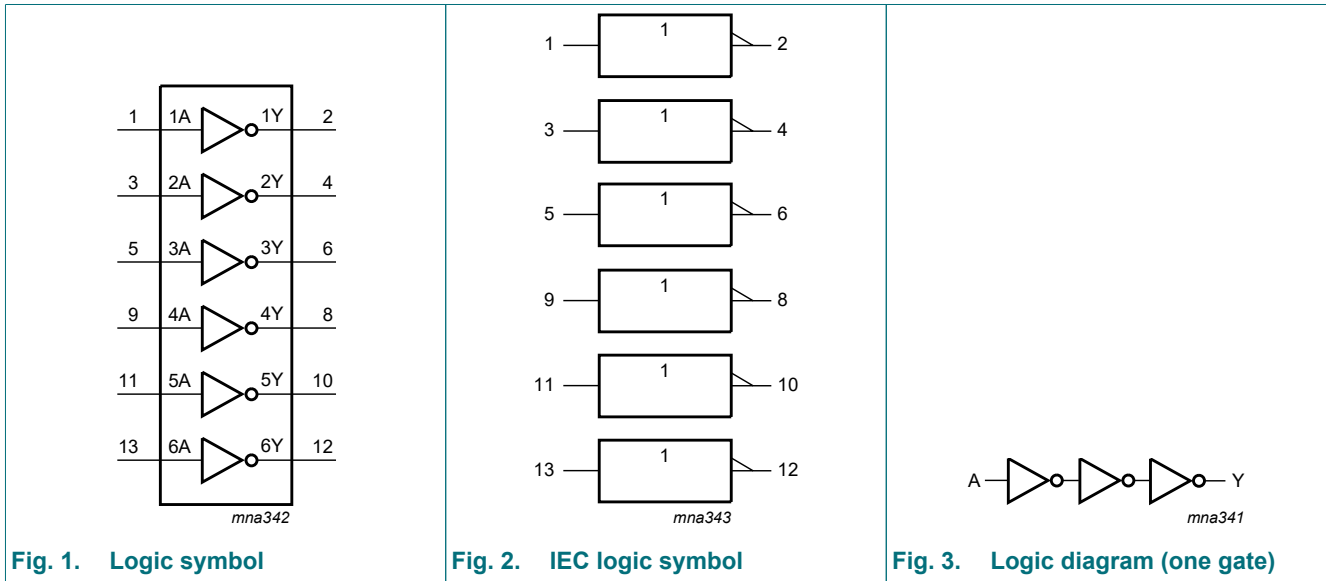 1 1A 1Y 2
3 2A 2Y 4
5 3A 3Y 6
9 4A 4Y 8
11 5A 5Y 10
13 6A 6Y 12
mna342
Fig. 1. Logic symbol
1 1 2
3 1 4
5 1 6
9 1 8
11 1 10
13 1 12
mna343
Fig. 2. IEC logic symbol
A Y
mna341
Fig. 3. Logic diagram (one gate)